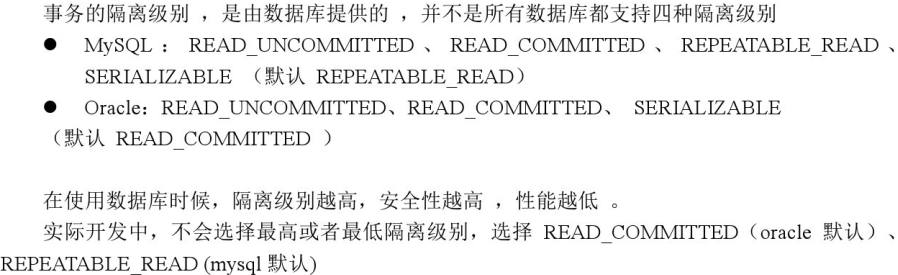 事务的隔离级别 ，是由数据库提供的 ，并不是所有数据库都支持四种隔离级别
● MySQL ： READ_UNCOMMITTED 、 READ_COMMITTED 、 REPEATABLE_READ 、
SERIALIZABLE （默认 REPEATABLE_READ）
● Oracle：READ_UNCOMMITTED、READ_COMMITTED、 SERIALIZABLE
（默认 READ_COMMITTED ）
在使用数据库时候，隔离级别越高，安全性越高 ，性能越低 。
实际开发中，不会选择最高或者最低隔离级别，选择 READ_COMMITTED（oracle 默认）、
REPEATABLE_READ (mysql 默认)